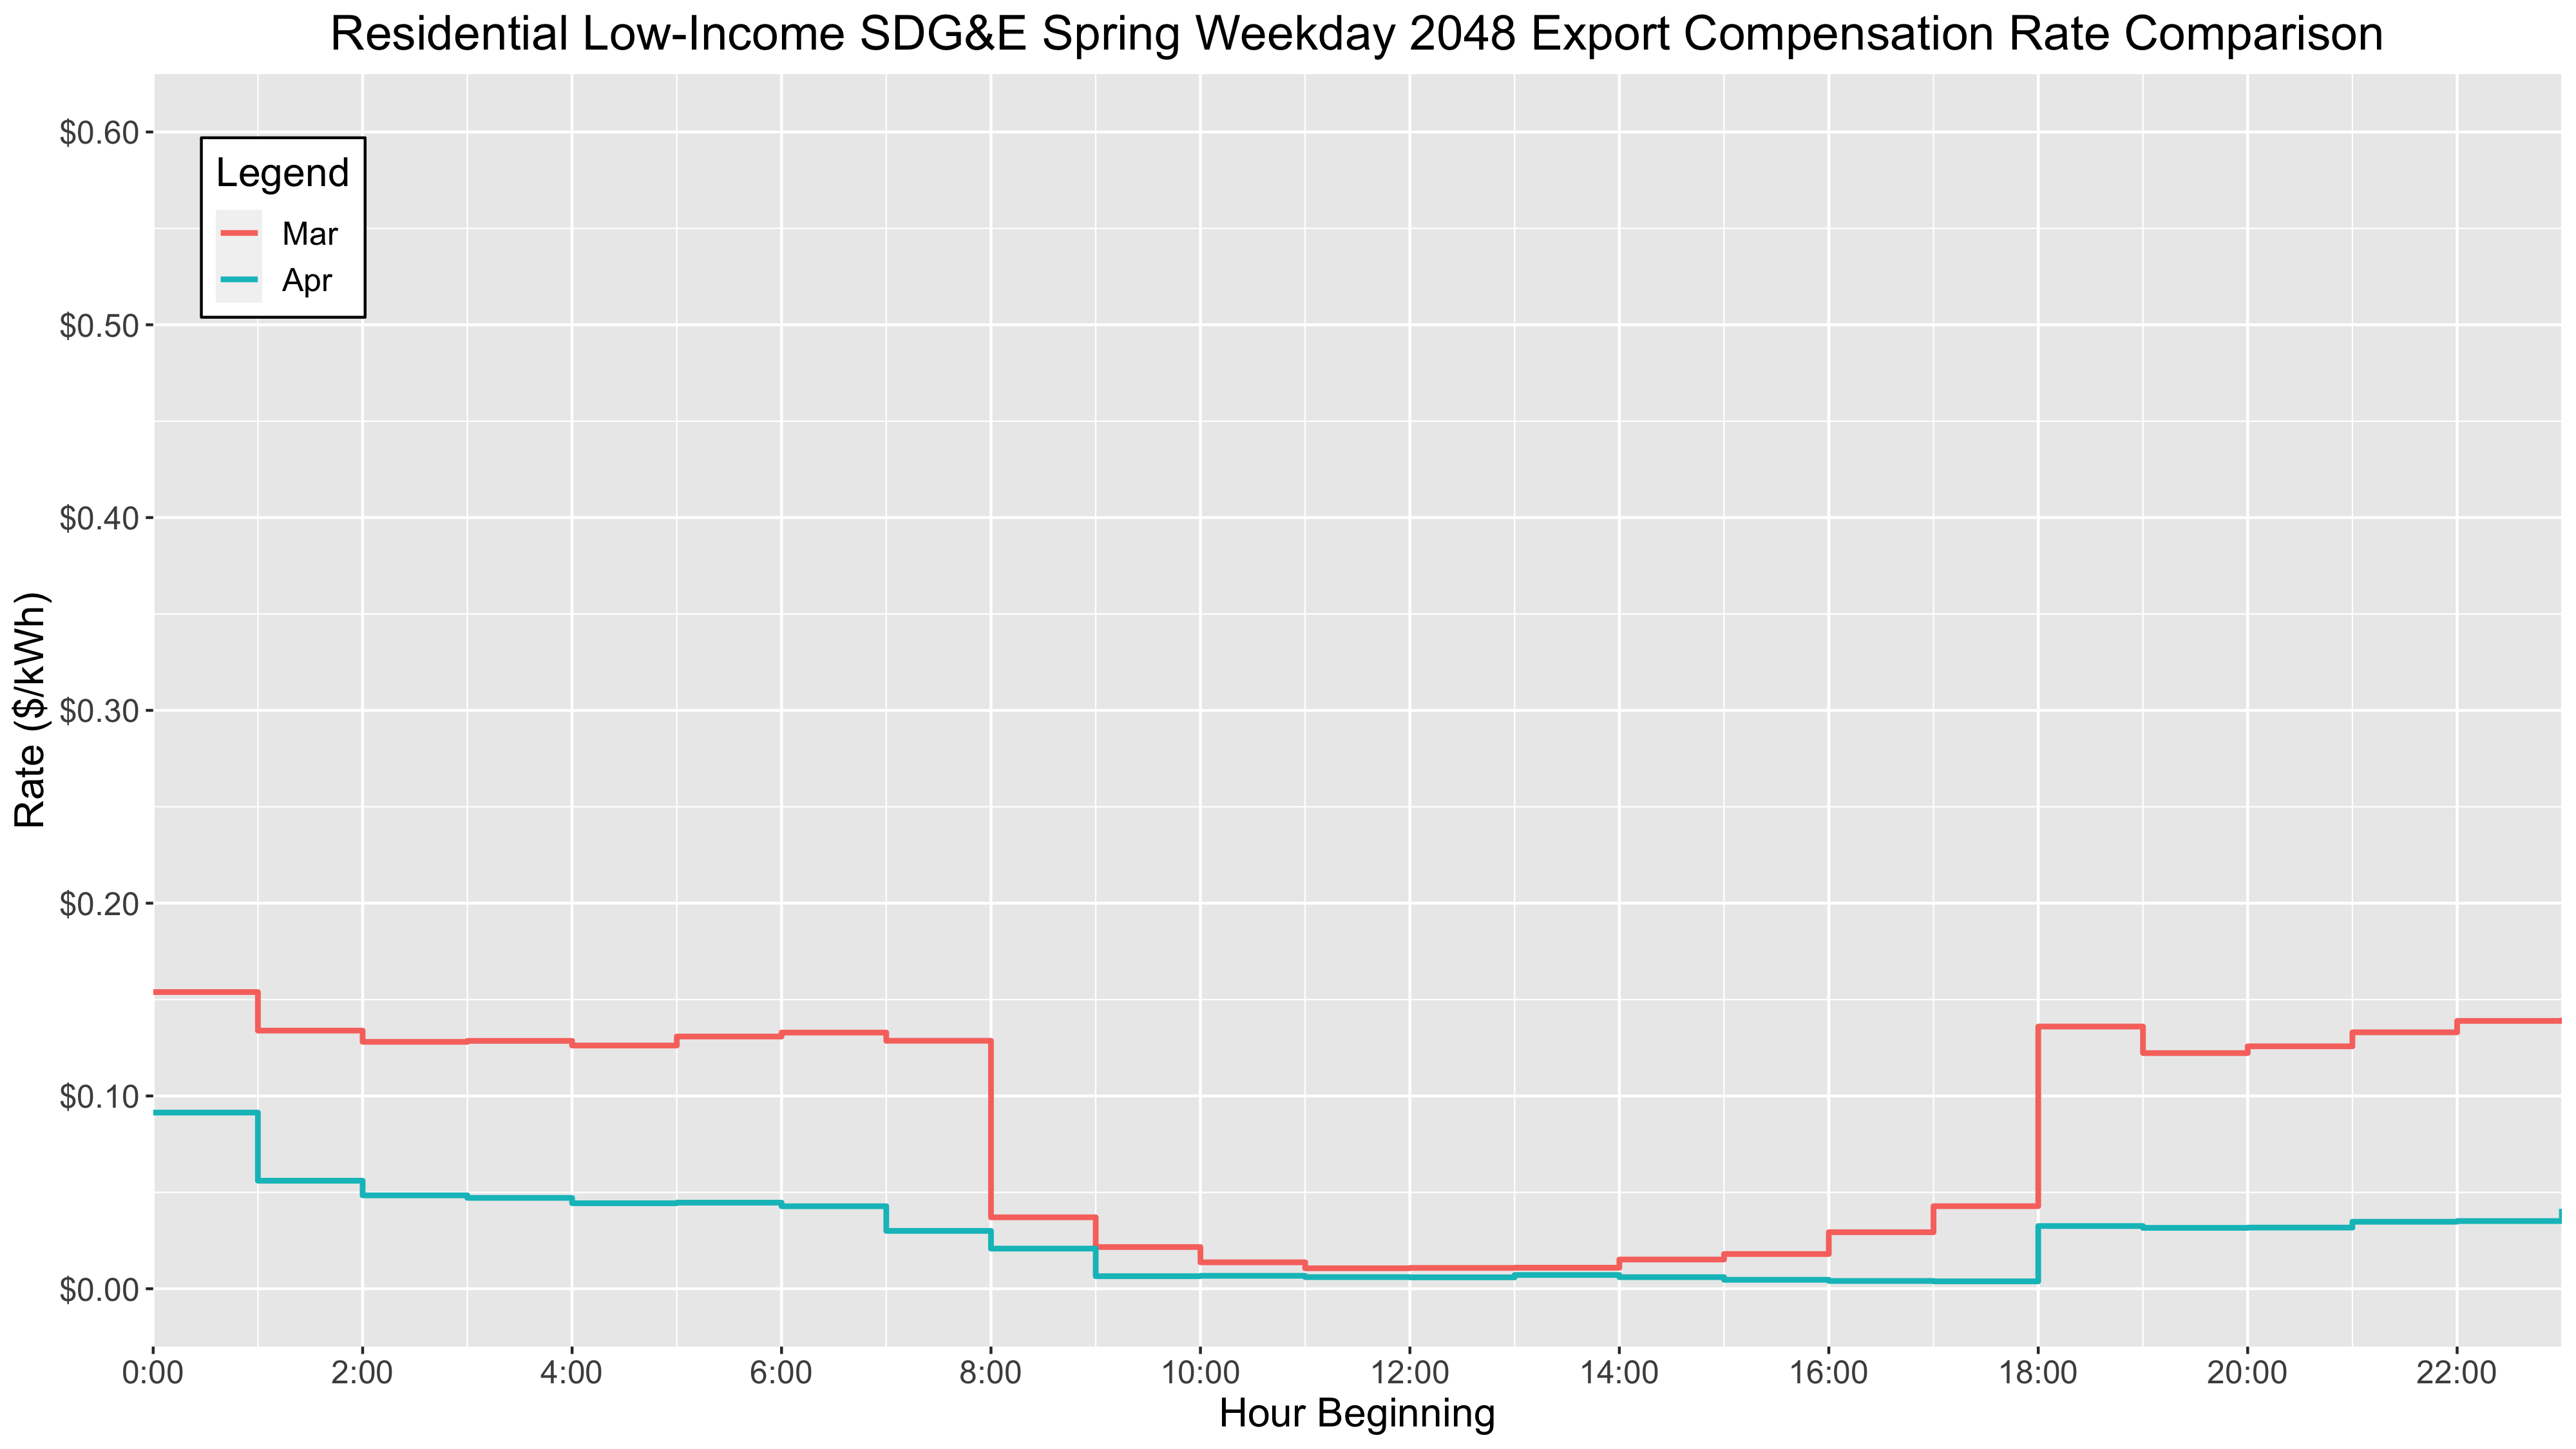 Residential Low-Income SDG&E Spring Weekday 2048 Export Compensation Rate Comparison
Legend
Mar
Apr
Rate ($/kWh)
$0.60
$0.50
$0.40
$0.30
$0.20
$0.10
$0.00
0:00 2:00 4:00 6:00 8:00 10:00 12:00 14:00 16:00 18:00 20:00 22:00
Hour Beginning